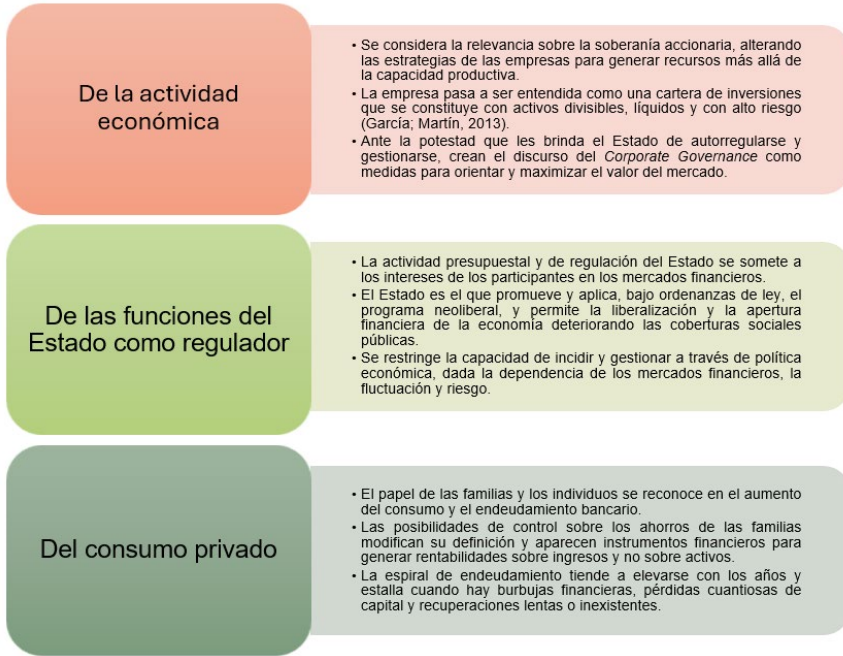 De la actividad
económica
• Se considera la relevancia sobre la soberanía accionaria, alterando
las estrategias de las empresas para generar recursos más allá de
la capacidad productiva.
• La empresa pasa a ser entendida como una cartera de inversiones
que se constituye con activos divisibles, líquidos y con alto riesgo
(García; Martín, 2013).
• Ante la potestad que les brinda el Estado de autorregularse y
gestionarse, crean el discurso del Corporate Governance como
medidas para orientar y maximizar el valor del mercado.
De las funciones del
Estado como regulador
• La actividad presupuestal y de regulación del Estado se somete a
los intereses de los participantes en los mercados financieros.
• El Estado es el que promueve y aplica, bajo ordenanzas de ley, el
programa neoliberal, y permite la liberalización y la apertura
financiera de la economía deteriorando las coberturas sociales
públicas.
• Se restringe la capacidad de incidir y gestionar a través de política
económica, dada la dependencia de los mercados financieros, la
fluctuación y riesgo.
Del consumo privado
• El papel de las familias y los individuos se reconoce en el aumento
del consumo y el endeudamiento bancario.
• Las posibilidades de control sobre los ahorros de las familias
modifican su definición y aparecen instrumentos financieros para
generar rentabilidades sobre ingresos y no sobre activos.
• La espiral de endeudamiento tiende a elevarse con los años y
estalla cuando hay burbujas financieras, pérdidas cuantiosas de
capital y recuperaciones lentas o inexistentes.